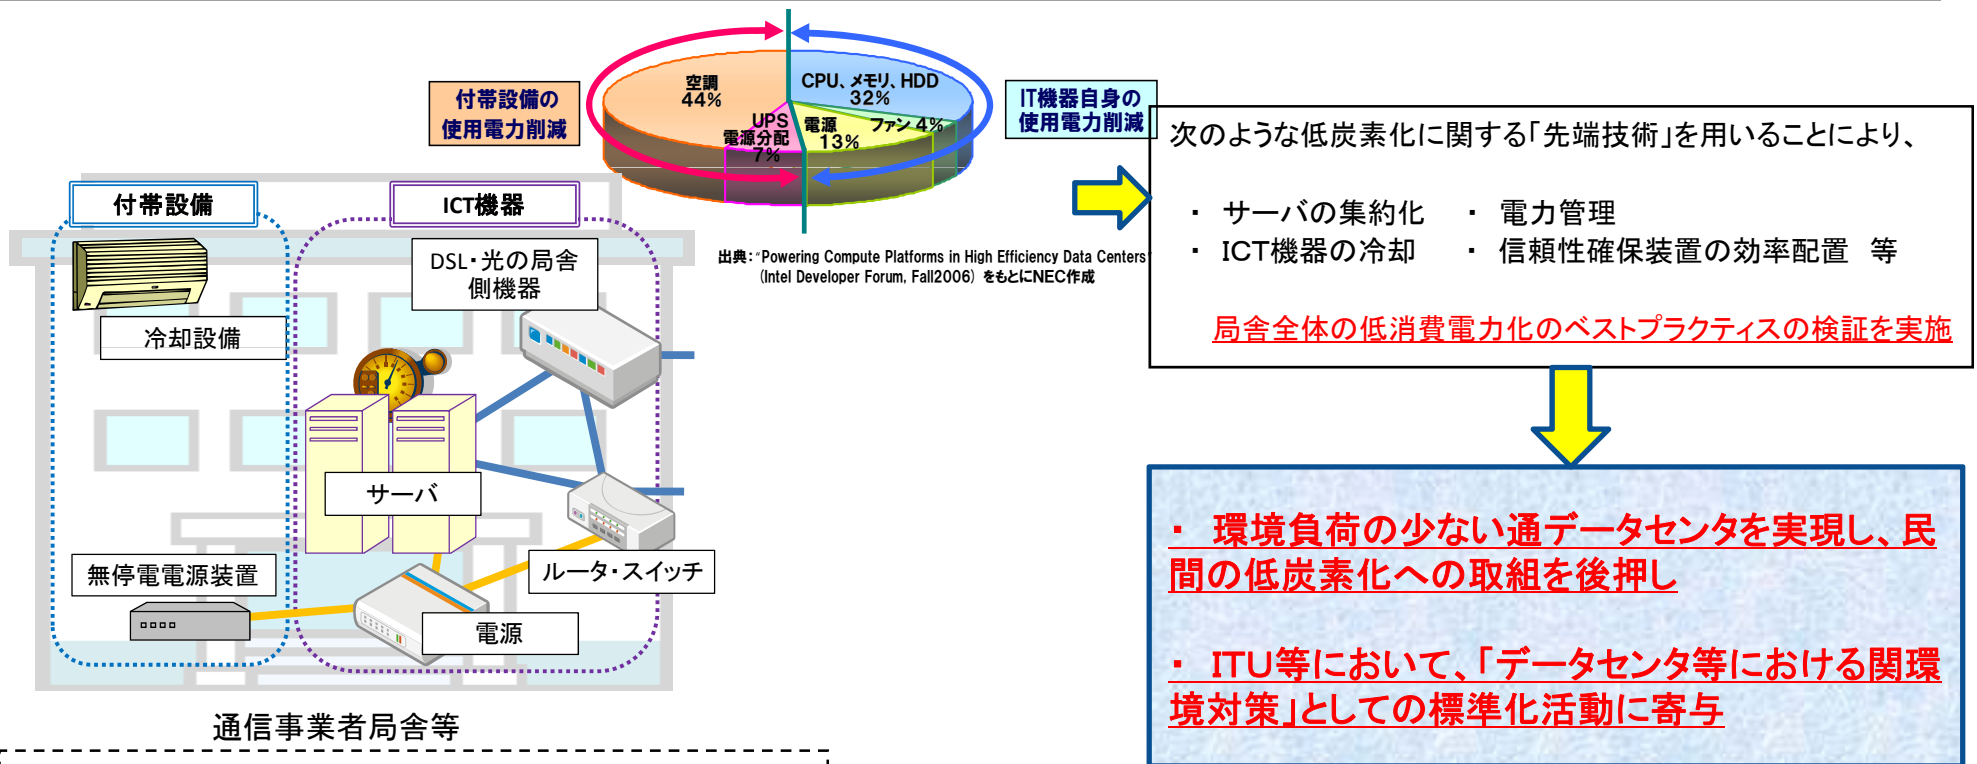 付帯設備の
使用電力削減
空調
44%
CPU、メモリ、HDD
32%
UPS
電源分配
7%
電源
13%
ファン 4%
IT機器自身の
使用電力削減
出典：“Powering Compute Platforms in High Efficiency Data Centers”
(Intel Developer Forum, Fall2006) をもとにNEC作成
付帯設備
ICT機器
DSL・光の局舎
側機器
冷却設備
サーバ
無停電電源装置
ルータ・スイッチ
電源
通信事業者局舎等
次のような低炭素化に関する「先端技術」を用いることにより、
・ サーバの集約化 ・ 電力管理
・ ICT機器の冷却 ・ 信頼性確保装置の効率配置 等
局舎全体の低消費電力化のベストプラクティスの検証を実施
・ 環境負荷の少ない通データセンタを実現し、民
間の低炭素化への取組を後押し
・ ITU等において、「データセンタ等における関環
境対策」としての標準化活動に寄与